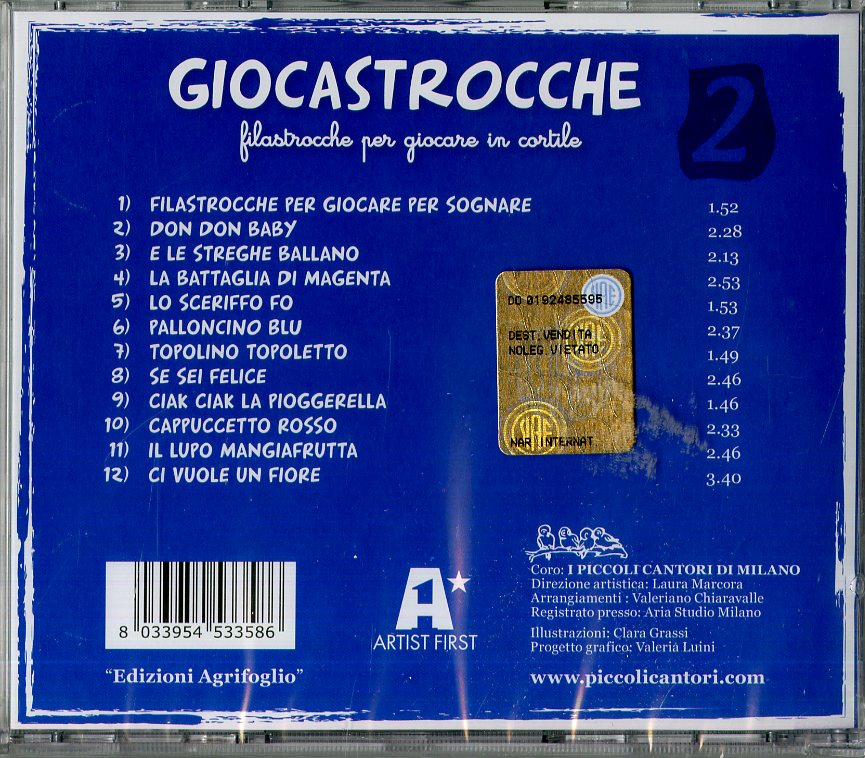 GIOCASTROCCHE
2
filastrocche per giocare in cortile
1) FILASTROCCHE PER GIOCARE PER SOGNARE 1.52
2) DON DON BABY 2.28
3) E LE STREGHE BALLANO 2.13
4) LA BATTAGLIA DI MAGENTA 2.53
5) LO SCERIFFO FO 1.53
6) PALLONCINO BLU 2.37
7) TOPOLINO TOPOLETTO 1.49
8) SE SEI FELICE 2.46
9) CIAK CIAK LA PIOGGERELLA 1.46
10) CAPPUCCETTO ROSSO 2.33
11) IL LUPO MANGIAFRUTTA 2.46
12) CI VUOLE UN FIORE 3.40
DD 0192485595
DEST.VENDITA
NOLEG.VIETATO
NAR INTERNAT
Coro: I PICCOLI CANTORI DI MILANO
Direzione artistica: Laura Marcora
Arrangiamenti : Valeriano Chiaravalle
Registrato presso: Aria Studio Milano
Illustrazioni: Clara Grassi
Progetto grafico: Valeria Luini
www.piccolicantori.com
A1
ARTIST FIRST
8 033954 533586
“Edizioni Agrifoglio”